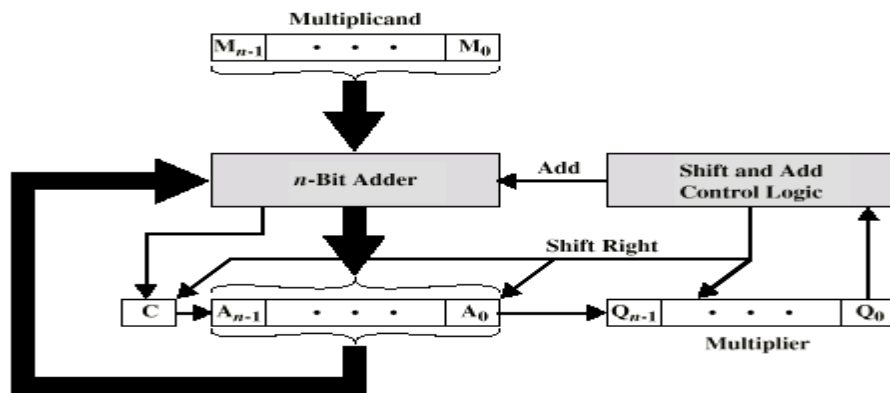 Multiplicand
Mn-1 • • • M0
n-Bit Adder
Add
Shift and Add
Control Logic
Shift Right
C
An-1 • • • A0
Qn-1 • • • Q0
Multiplier